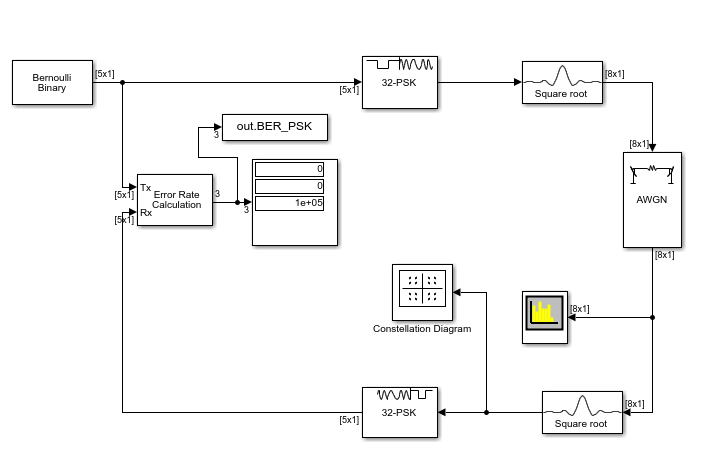 Bernoulli
Binary
[5x1]
[5x1]
32-PSK
Square root
[8x1]
[8x1]
AWGN
[8x1]
out.BER_PSK
3
Tx
[5x1]
Error Rate
Calculation
Rx
[5x1]
3
3
0
0
1e+05
Constellation Diagram
[8x1]
32-PSK
[5x1]
Square root
[8x1]